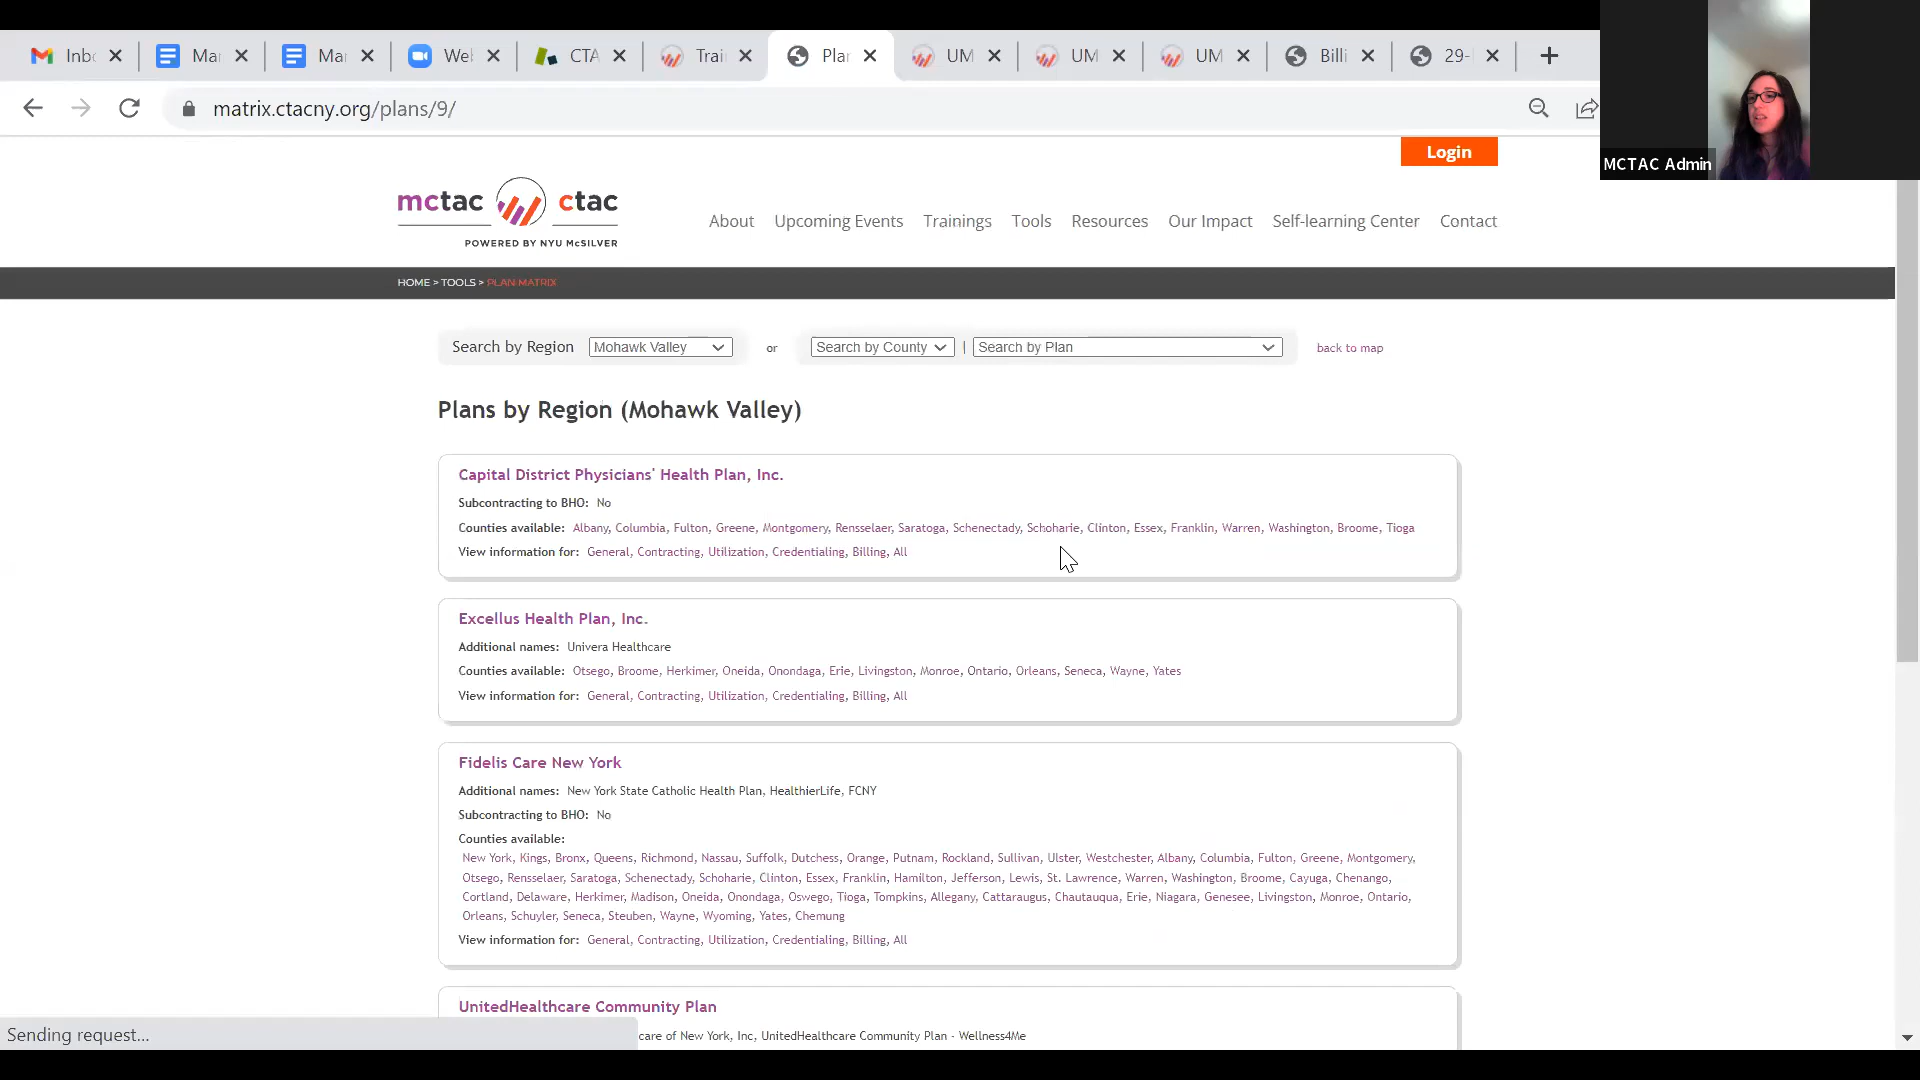 Inb Mar Mar We CTA Trai Plar UM UM UM Billi 29-
matrix.ctacny.org/plans/9/
MCTAC Admin
Login
mctac ctac
POWERED BY NYU MCSILVER
About Upcoming Events Trainings Tools Resources Our Impact Self-learning Center Contact
HOME > TOOLS > PLAN MATRIX
Search by Region Mohawk Valley or Search by County | Search by Plan back to map
Plans by Region (Mohawk Valley)
Capital District Physicians' Health Plan, Inc.
Subcontracting to BHO: No
Counties available: Albany, Columbia, Fulton, Greene, Montgomery, Rensselaer, Saratoga, Schenectady, Schoharie, Clinton, Essex, Franklin, Warren, Washington, Broome, Tioga
View information for: General, Contracting, Utilization, Credentialing, Billing, All
Excellus Health Plan, Inc.
Additional names: Univera Healthcare
Counties available: Otsego, Broome, Herkimer, Oneida, Onondaga, Erie, Livingston, Monroe, Ontario, Orleans, Seneca, Wayne, Yates
View information for: General, Contracting, Utilization, Credentialing, Billing, All
Fidelis Care New York
Additional names: New York State Catholic Health Plan, HealthierLife, FCNY
Subcontracting to BHO: No
Counties available:
New York, Kings, Bronx, Queens, Richmond, Nassau, Suffolk, Dutchess, Orange, Putnam, Rockland, Sullivan, Ulster, Westchester, Albany, Columbia, Fulton, Greene, Montgomery,
Otsego, Rensselaer, Saratoga, Schenectady, Schoharie, Clinton, Essex, Franklin, Hamilton, Jefferson, Lewis, St. Lawrence, Warren, Washington, Broome, Cayuga, Chenango,
Cortland, Delaware, Herkimer, Madison, Oneida, Onondaga, Oswego, Tioga, Tompkins, Allegany, Cattaraugus, Chautauqua, Erie, Niagara, Genesee, Livingston, Monroe, Ontario,
Orleans, Schuyler, Seneca, Steuben, Wayne, Wyoming, Yates, Chemung
View information for: General, Contracting, Utilization, Credentialing, Billing, All
UnitedHealthcare Community Plan
care of New York, Inc, UnitedHealthcare Community Plan - Wellness4Me
Sending request...